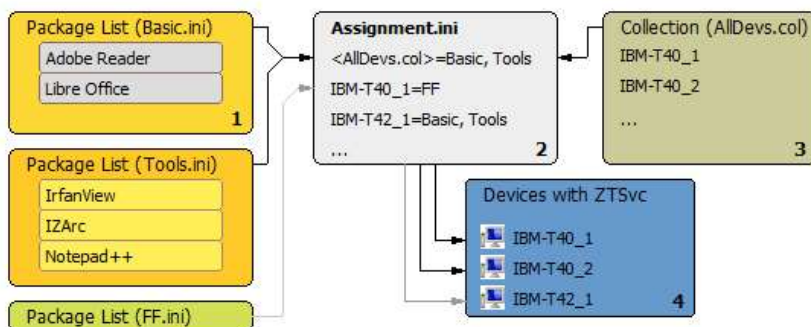 Package List (Basic.ini)
Adobe Reader
Libre Office
1
Package List (Tools.ini)
IrfanView
IZArc
Notepad++
Package List (FF.ini)
Assignment.ini
<AllDevs.col>=Basic, Tools
IBM-T40_1=FF
IBM-T42_1=Basic, Tools
...
2
Collection (AllDevs.col)
IBM-T40_1
IBM-T40_2
...
3
Devices with ZTSvc
IBM-T40_1
IBM-T40_2
IBM-T42_1
4